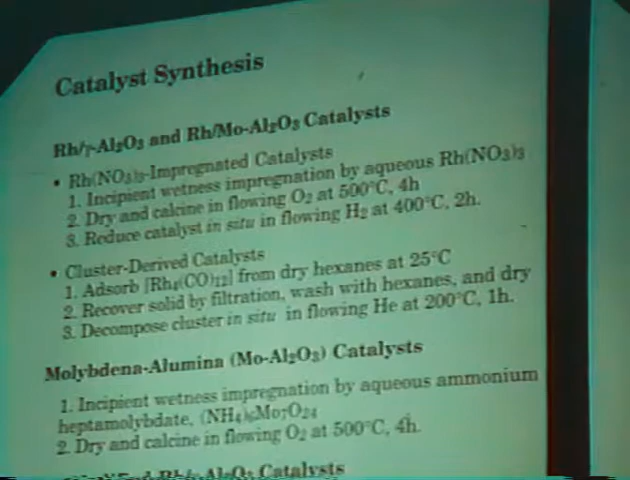 Catalyst Synthesis
Rh/γ-Al₂O₃ and Rh/Mo-Al₂O₃ Catalysts
• Rh(NO₃)₃-Impregnated Catalysts
1. Incipient wetness impregnation by aqueous Rh(NO₃)₃
2. Dry and calcine in flowing O₂ at 500°C, 4h
3. Reduce catalyst in situ in flowing H₂ at 400°C, 2h.
• Cluster-Derived Catalysts
1. Adsorb [Rh₄(CO)₁₂] from dry hexanes at 25°C
2. Recover solid by filtration, wash with hexanes, and dry
3. Decompose cluster in situ in flowing He at 200°C, 1h.
Molybdena-Alumina (Mo-Al₂O₃) Catalysts
1. Incipient wetness impregnation by aqueous ammonium
heptamolybdate, (NH₄)₆Mo₇O₂₄
2. Dry and calcine in flowing O₂ at 500°C, 4h.
Al₂O₃ Catalysts